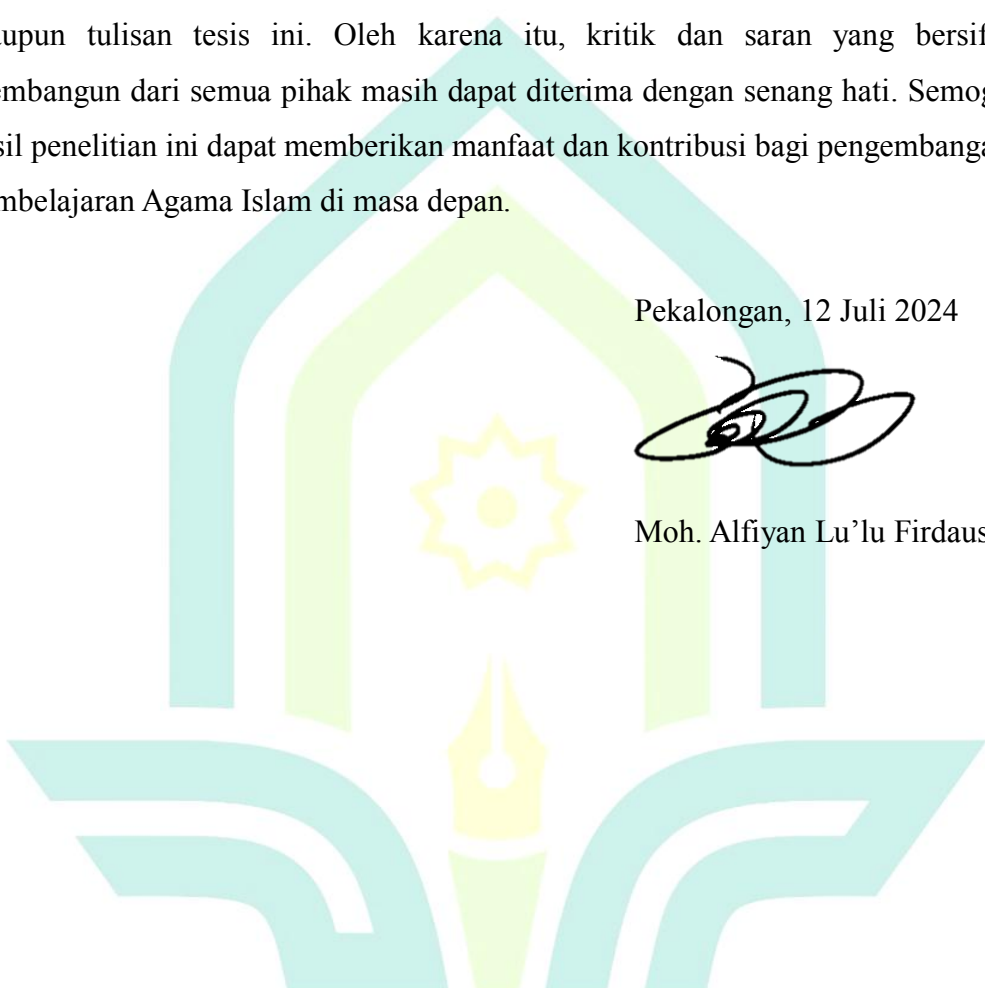 aupun tulisan tesis ini. Oleh karena itu, kritik dan saran yang bersif
embangun dari semua pihak masih dapat diterima dengan senang hati. Semog
sil penelitian ini dapat memberikan manfaat dan kontribusi bagi pengembanga
mbelajaran Agama Islam di masa depan.
Pekalongan, 12 Juli 2024
Moh. Alfiyan Lu’lu Firdaus